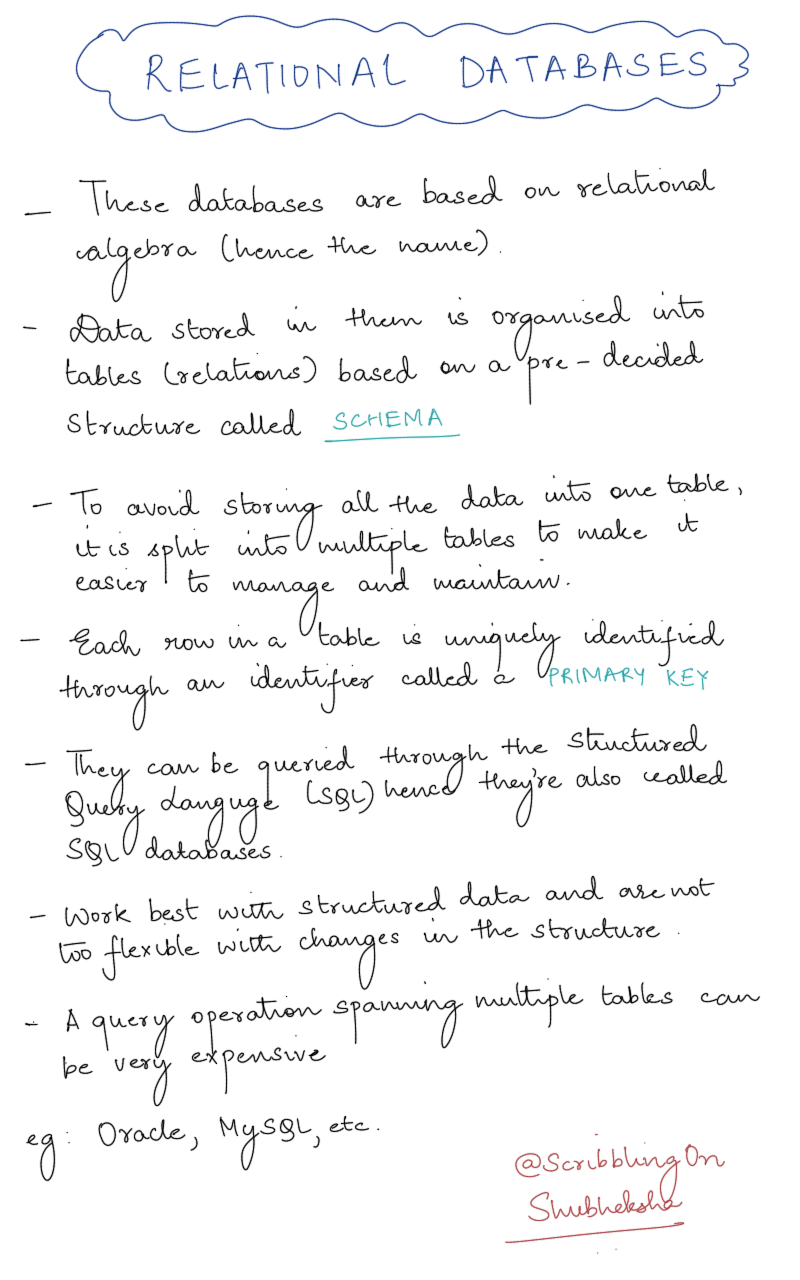 RELATIONAL DATABASES
– These databases are based on relational
algebra (hence the name).
– Data stored in them is organised into
tables (relations) based on a pre-decided
structure called SCHEMA
– To avoid storing all the data into one table,
it is split into multiple tables to make it
easier to manage and maintain.
– Each row in a table is uniquely identified
through an identifier called a PRIMARY KEY
– They can be queried through the Structured
Query Languge (SQL) hence they're also called
SQL databases.
– Work best with structured data and are not
too flexible with changes in the structure.
– A query operation spanning multiple tables can
be very expensive
eg: Oracle, MySQL, etc.
@ScribblingOn
Shubheksha